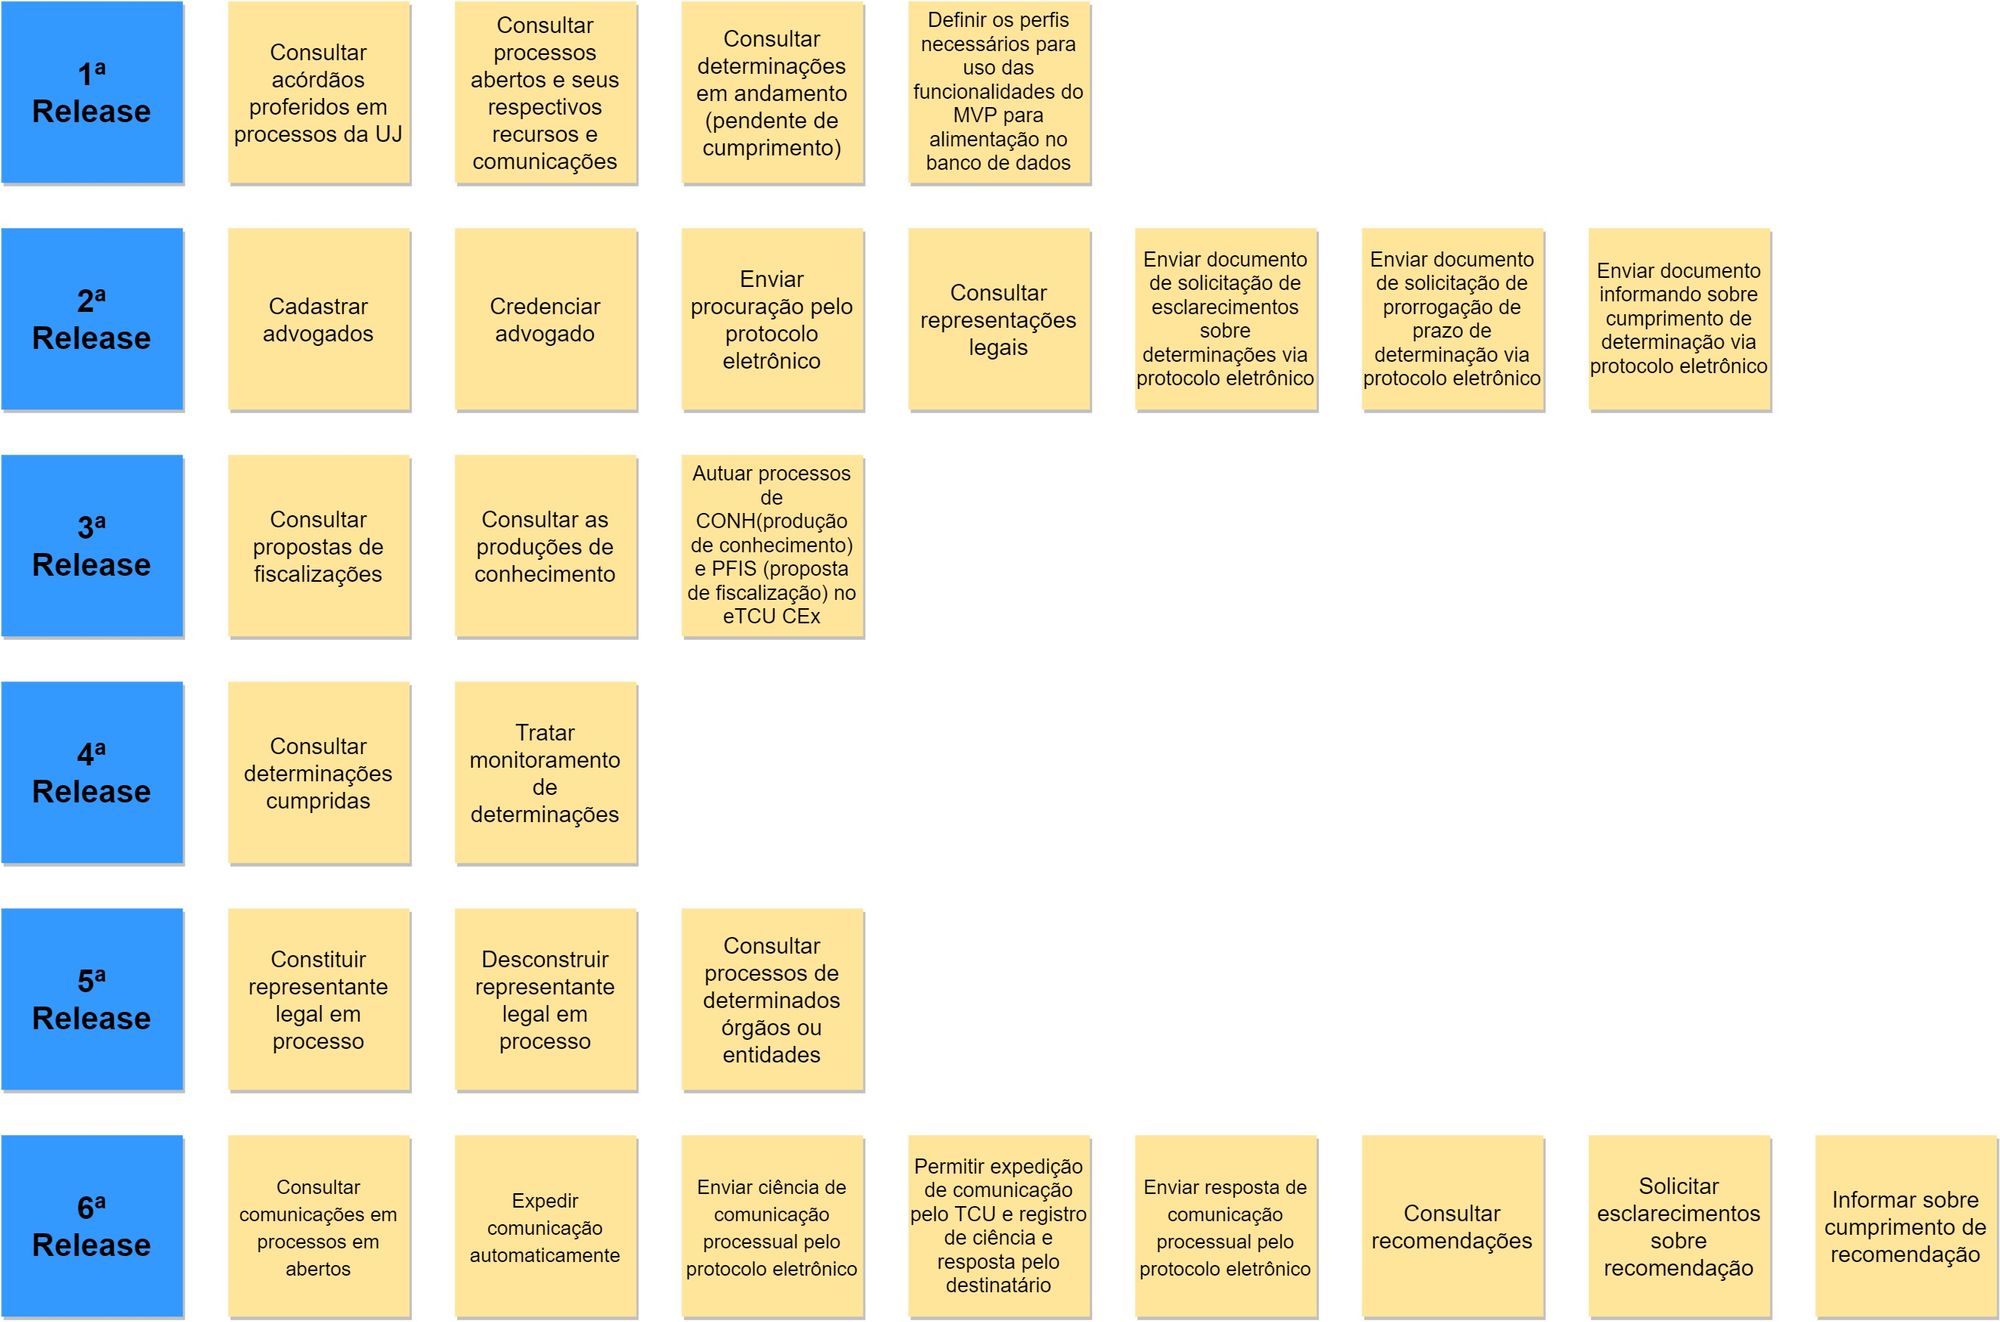 1ª
Release
Consultar
acórdãos
proferidos em
processos da UJ
Consultar
processos
abertos e seus
respectivos
recursos e
comunicações
Consultar
determinações
em andamento
(pendente de
cumprimento)
Definir os perfis
necessários para
uso das
funcionalidades do
MVP para
alimentação no
banco de dados
2ª
Release
Cadastrar
advogados
Credenciar
advogado
Enviar
procuração pelo
protocolo
eletrônico
Consultar
representações
legais
Enviar documento
de solicitação de
esclarecimentos
sobre
determinações via
protocolo eletrônico
Enviar documento
de solicitação de
prorrogação de
prazo de
determinação via
protocolo eletrônico
Enviar documento
informando sobre
cumprimento de
determinação via
protocolo eletrônico
3ª
Release
Consultar
propostas de
fiscalizações
Consultar as
produções de
conhecimento
Autuar processos
de
CONH(produção
de conhecimento)
e PFIS (proposta
de fiscalização) no
eTCU CEx
4ª
Release
Consultar
determinações
cumpridas
Tratar
monitoramento
de
determinações
5ª
Release
Constituir
representante
legal em
processo
Desconstruir
representante
legal em
processo
Consultar
processos de
determinados
órgãos ou
entidades
6ª
Release
Consultar
comunicações em
processos em
abertos
Expedir
comunicação
automaticamente
Enviar ciência de
comunicação
processual pelo
protocolo eletrônico
Permitir expedição
de comunicação
pelo TCU e registro
de ciência e
resposta pelo
destinatário
Enviar resposta de
comunicação
processual pelo
protocolo eletrônico
Consultar
recomendações
Solicitar
esclarecimentos
sobre
recomendação
Informar sobre
cumprimento de
recomendação